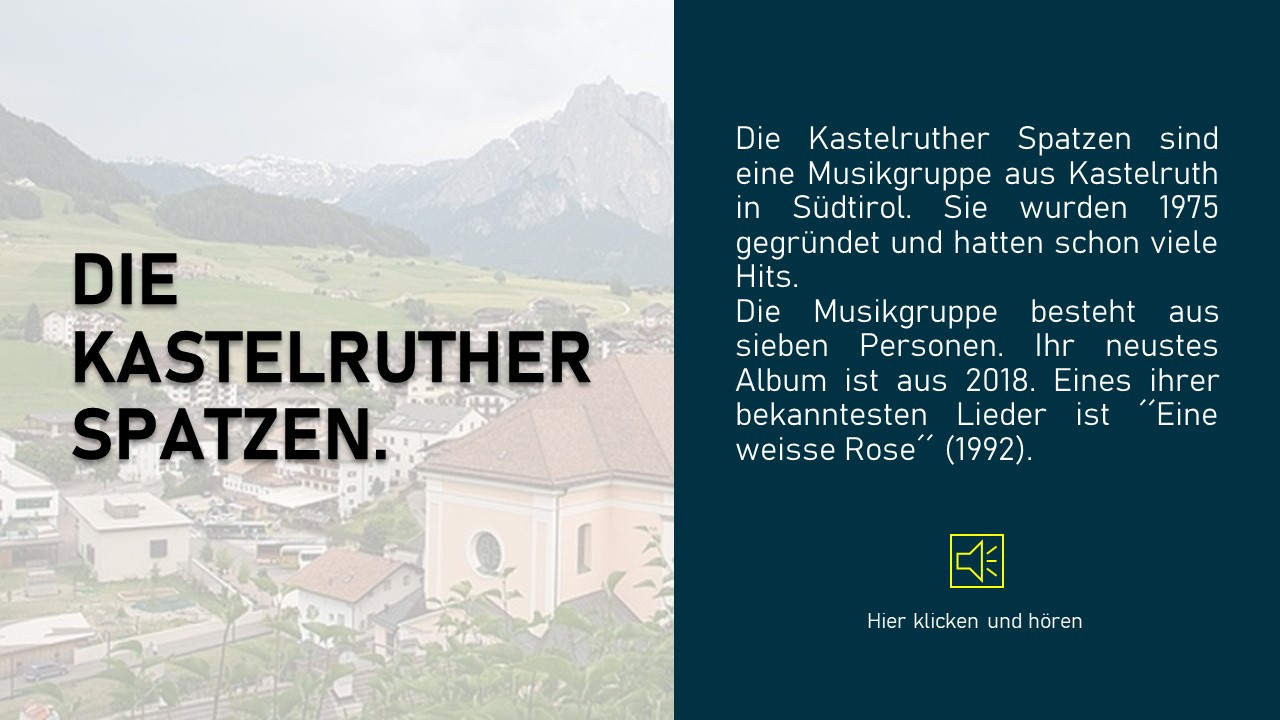 DIE
KASTELRUTHER
SPATZEN.
Die Kastelruther Spatzen sind
eine Musikgruppe aus Kastelruth
in Südtirol. Sie wurden 1975
gegründet und hatten schon viele
Hits.
Die Musikgruppe besteht aus
sieben Personen. Ihr neustes
Album ist aus 2018. Eines ihrer
bekanntesten Lieder ist ´´Eine
weisse Rose´´ (1992).
Hier klicken und hören